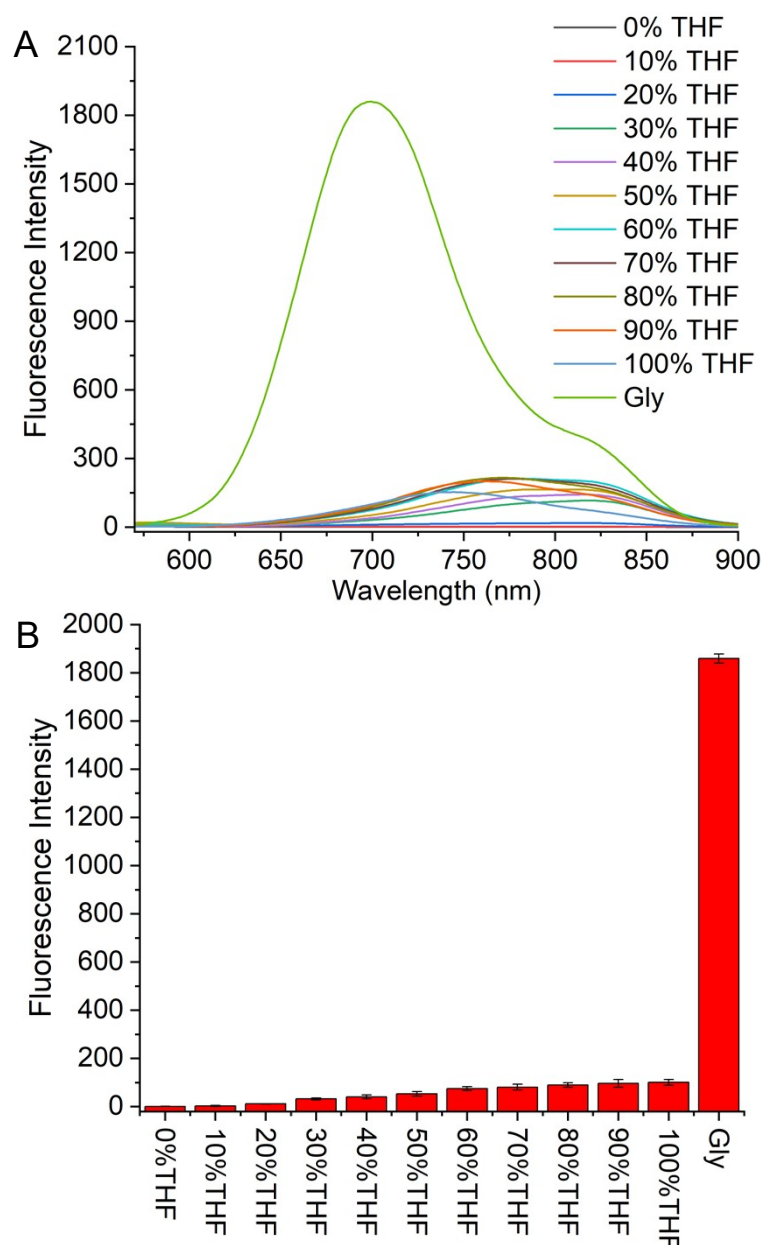 A
2100
1800
1500
1200
900
600
300
0
Fluorescence Intensity
600 650 700 750 800 850 900
Wavelength (nm)
0% THF
10% THF
20% THF
30% THF
40% THF
50% THF
60% THF
70% THF
80% THF
90% THF
100% THF
Gly
B
2000
1800
1600
1400
1200
1000
800
600
400
200
0
Fluorescence Intensity
0%THF
10%THF
20%THF
30%THF
40%THF
50%THF
60%THF
70%THF
80%THF
90%THF
100%THF
Gly